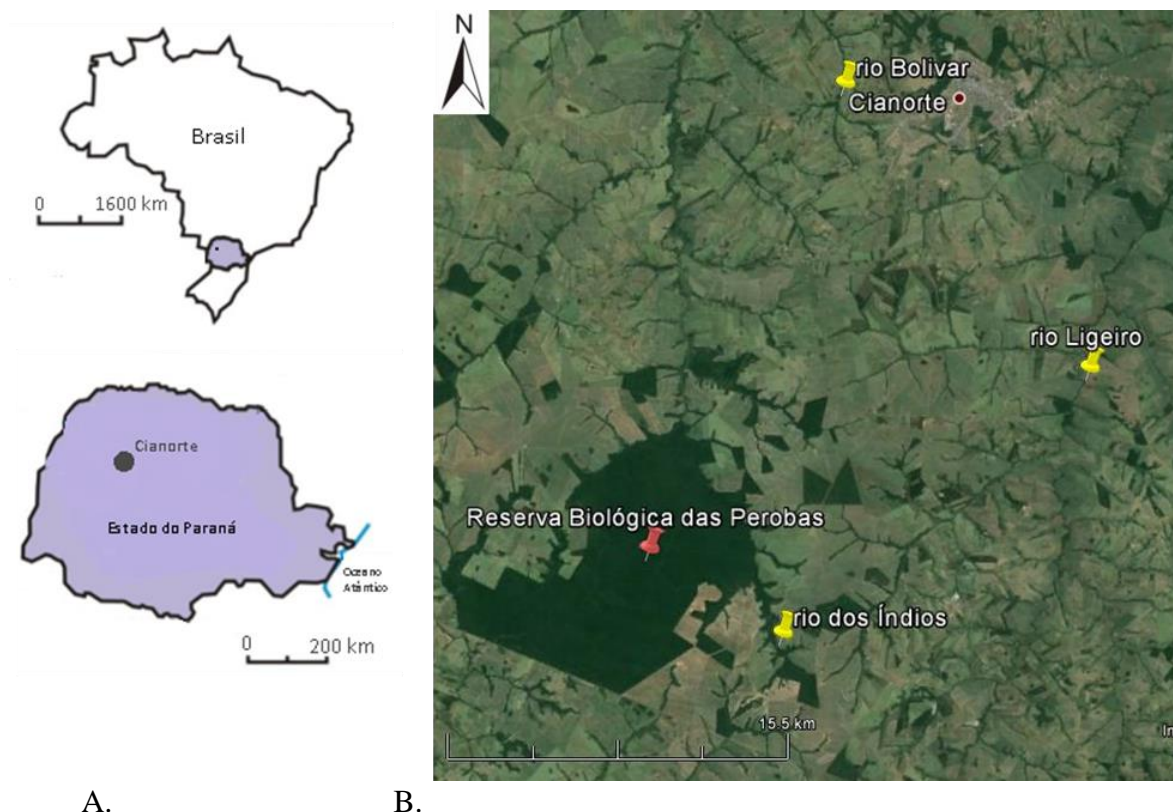 Brasil
0 1600 km
Cianorte
Estado do Paraná
Oceano
Atlântico
0 200 km
A.
N
rio Bolivar
Cianorte
rio Ligeiro
Reserva Biológica das Perobas
rio dos Índios
15.5 km
In
B.